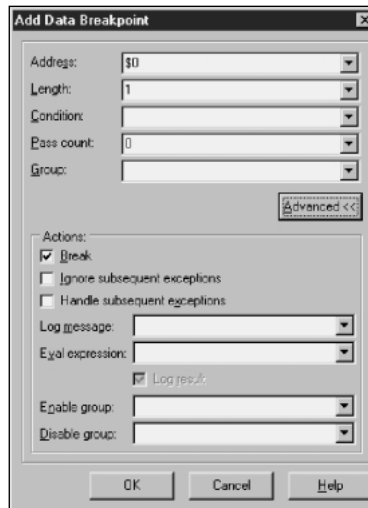 Add Data Breakpoint
Address: $0
Length: 1
Condition:
Pass count: 0
Group:
Advanced <<
Actions:
Break
Ignore subsequent exceptions
Handle subsequent exceptions
Log message:
Eval expression:
Log result
Enable group:
Disable group:
OK Cancel Help